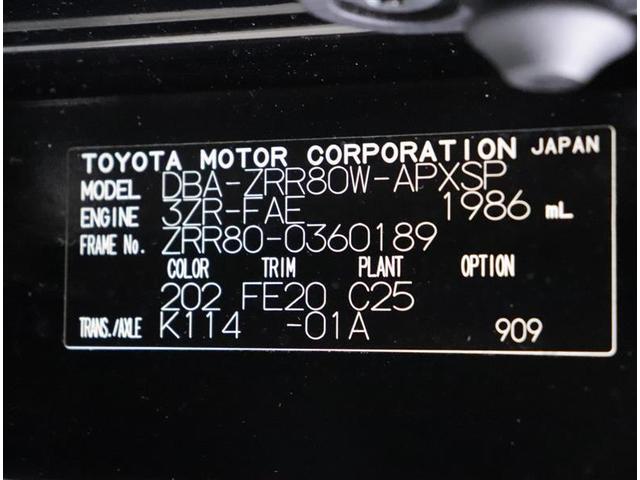 TOYOTA MOTOR CORPORATION JAPAN
MODEL DBA-ZRR80W-APXSP
ENGINE 3ZR-FAE 1986 mL
FRAME No. ZRR80-0360189
COLOR TRIM PLANT OPTION
202 FE20 C25
TRANS./AXLE K114 -01A 909